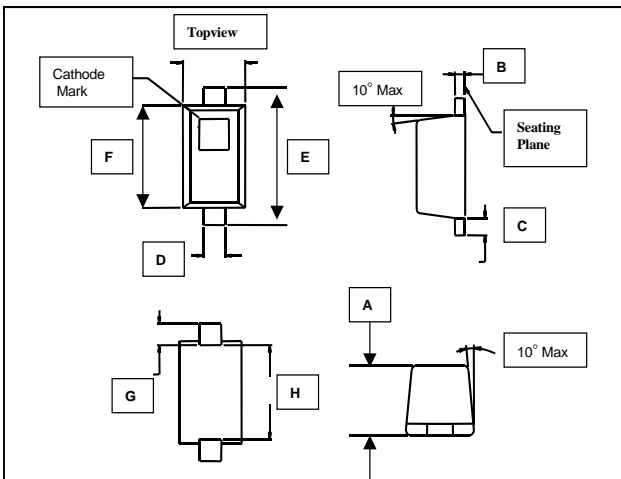 Topview
Cathode
Mark
F
E
D
10° Max
B
Seating
Plane
C
G
H
A
10° Max